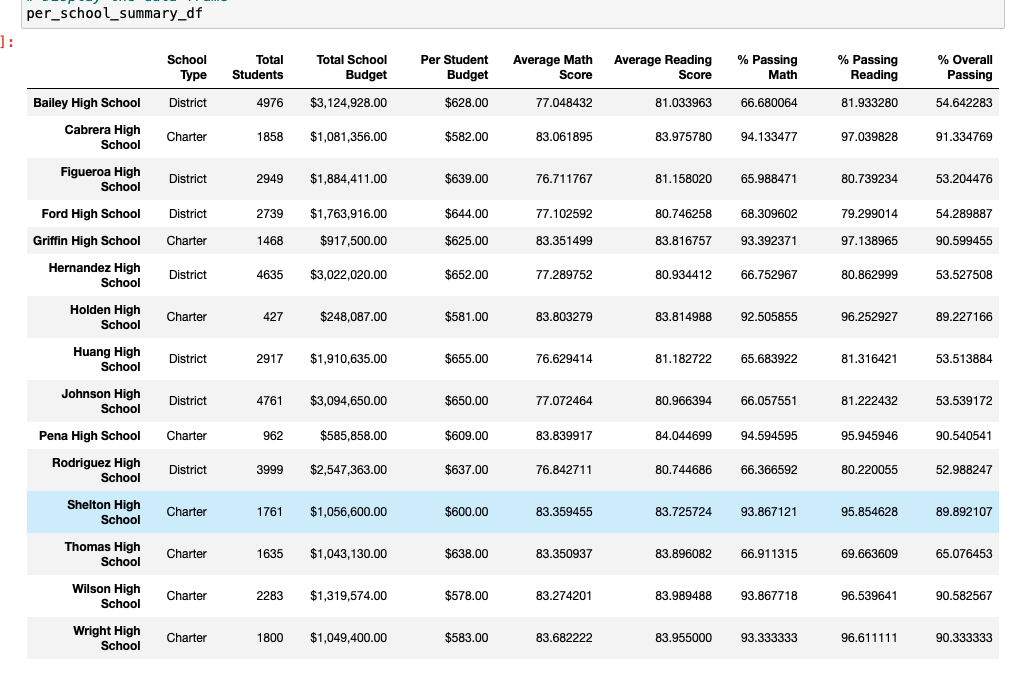 # Display the data frame
per_school_summary_df
]:
School Type Total Students Total School Budget Per Student Budget Average Math Score Average Reading Score % Passing Math % Passing Reading % Overall Passing
Bailey High School District 4976 $3,124,928.00 $628.00 77.048432 81.033963 66.680064 81.933280 54.642283
Cabrera High School Charter 1858 $1,081,356.00 $582.00 83.061895 83.975780 94.133477 97.039828 91.334769
Figueroa High School District 2949 $1,884,411.00 $639.00 76.711767 81.158020 65.988471 80.739234 53.204476
Ford High School District 2739 $1,763,916.00 $644.00 77.102592 80.746258 68.309602 79.299014 54.289887
Griffin High School Charter 1468 $917,500.00 $625.00 83.351499 83.816757 93.392371 97.138965 90.599455
Hernandez High School District 4635 $3,022,020.00 $652.00 77.289752 80.934412 66.752967 80.862999 53.527508
Holden High School Charter 427 $248,087.00 $581.00 83.803279 83.814988 92.505855 96.252927 89.227166
Huang High School District 2917 $1,910,635.00 $655.00 76.629414 81.182722 65.683922 81.316421 53.513884
Johnson High School District 4761 $3,094,650.00 $650.00 77.072464 80.966394 66.057551 81.222432 53.539172
Pena High School Charter 962 $585,858.00 $609.00 83.839917 84.044699 94.594595 95.945946 90.540541
Rodriguez High School District 3999 $2,547,363.00 $637.00 76.842711 80.744686 66.366592 80.220055 52.988247
Shelton High School Charter 1761 $1,056,600.00 $600.00 83.359455 83.725724 93.867121 95.854628 89.892107
Thomas High School Charter 1635 $1,043,130.00 $638.00 83.350937 83.896082 66.911315 69.663609 65.076453
Wilson High School Charter 2283 $1,319,574.00 $578.00 83.274201 83.989488 93.867718 96.539641 90.582567
Wright High School Charter 1800 $1,049,400.00 $583.00 83.682222 83.955000 93.333333 96.611111 90.333333